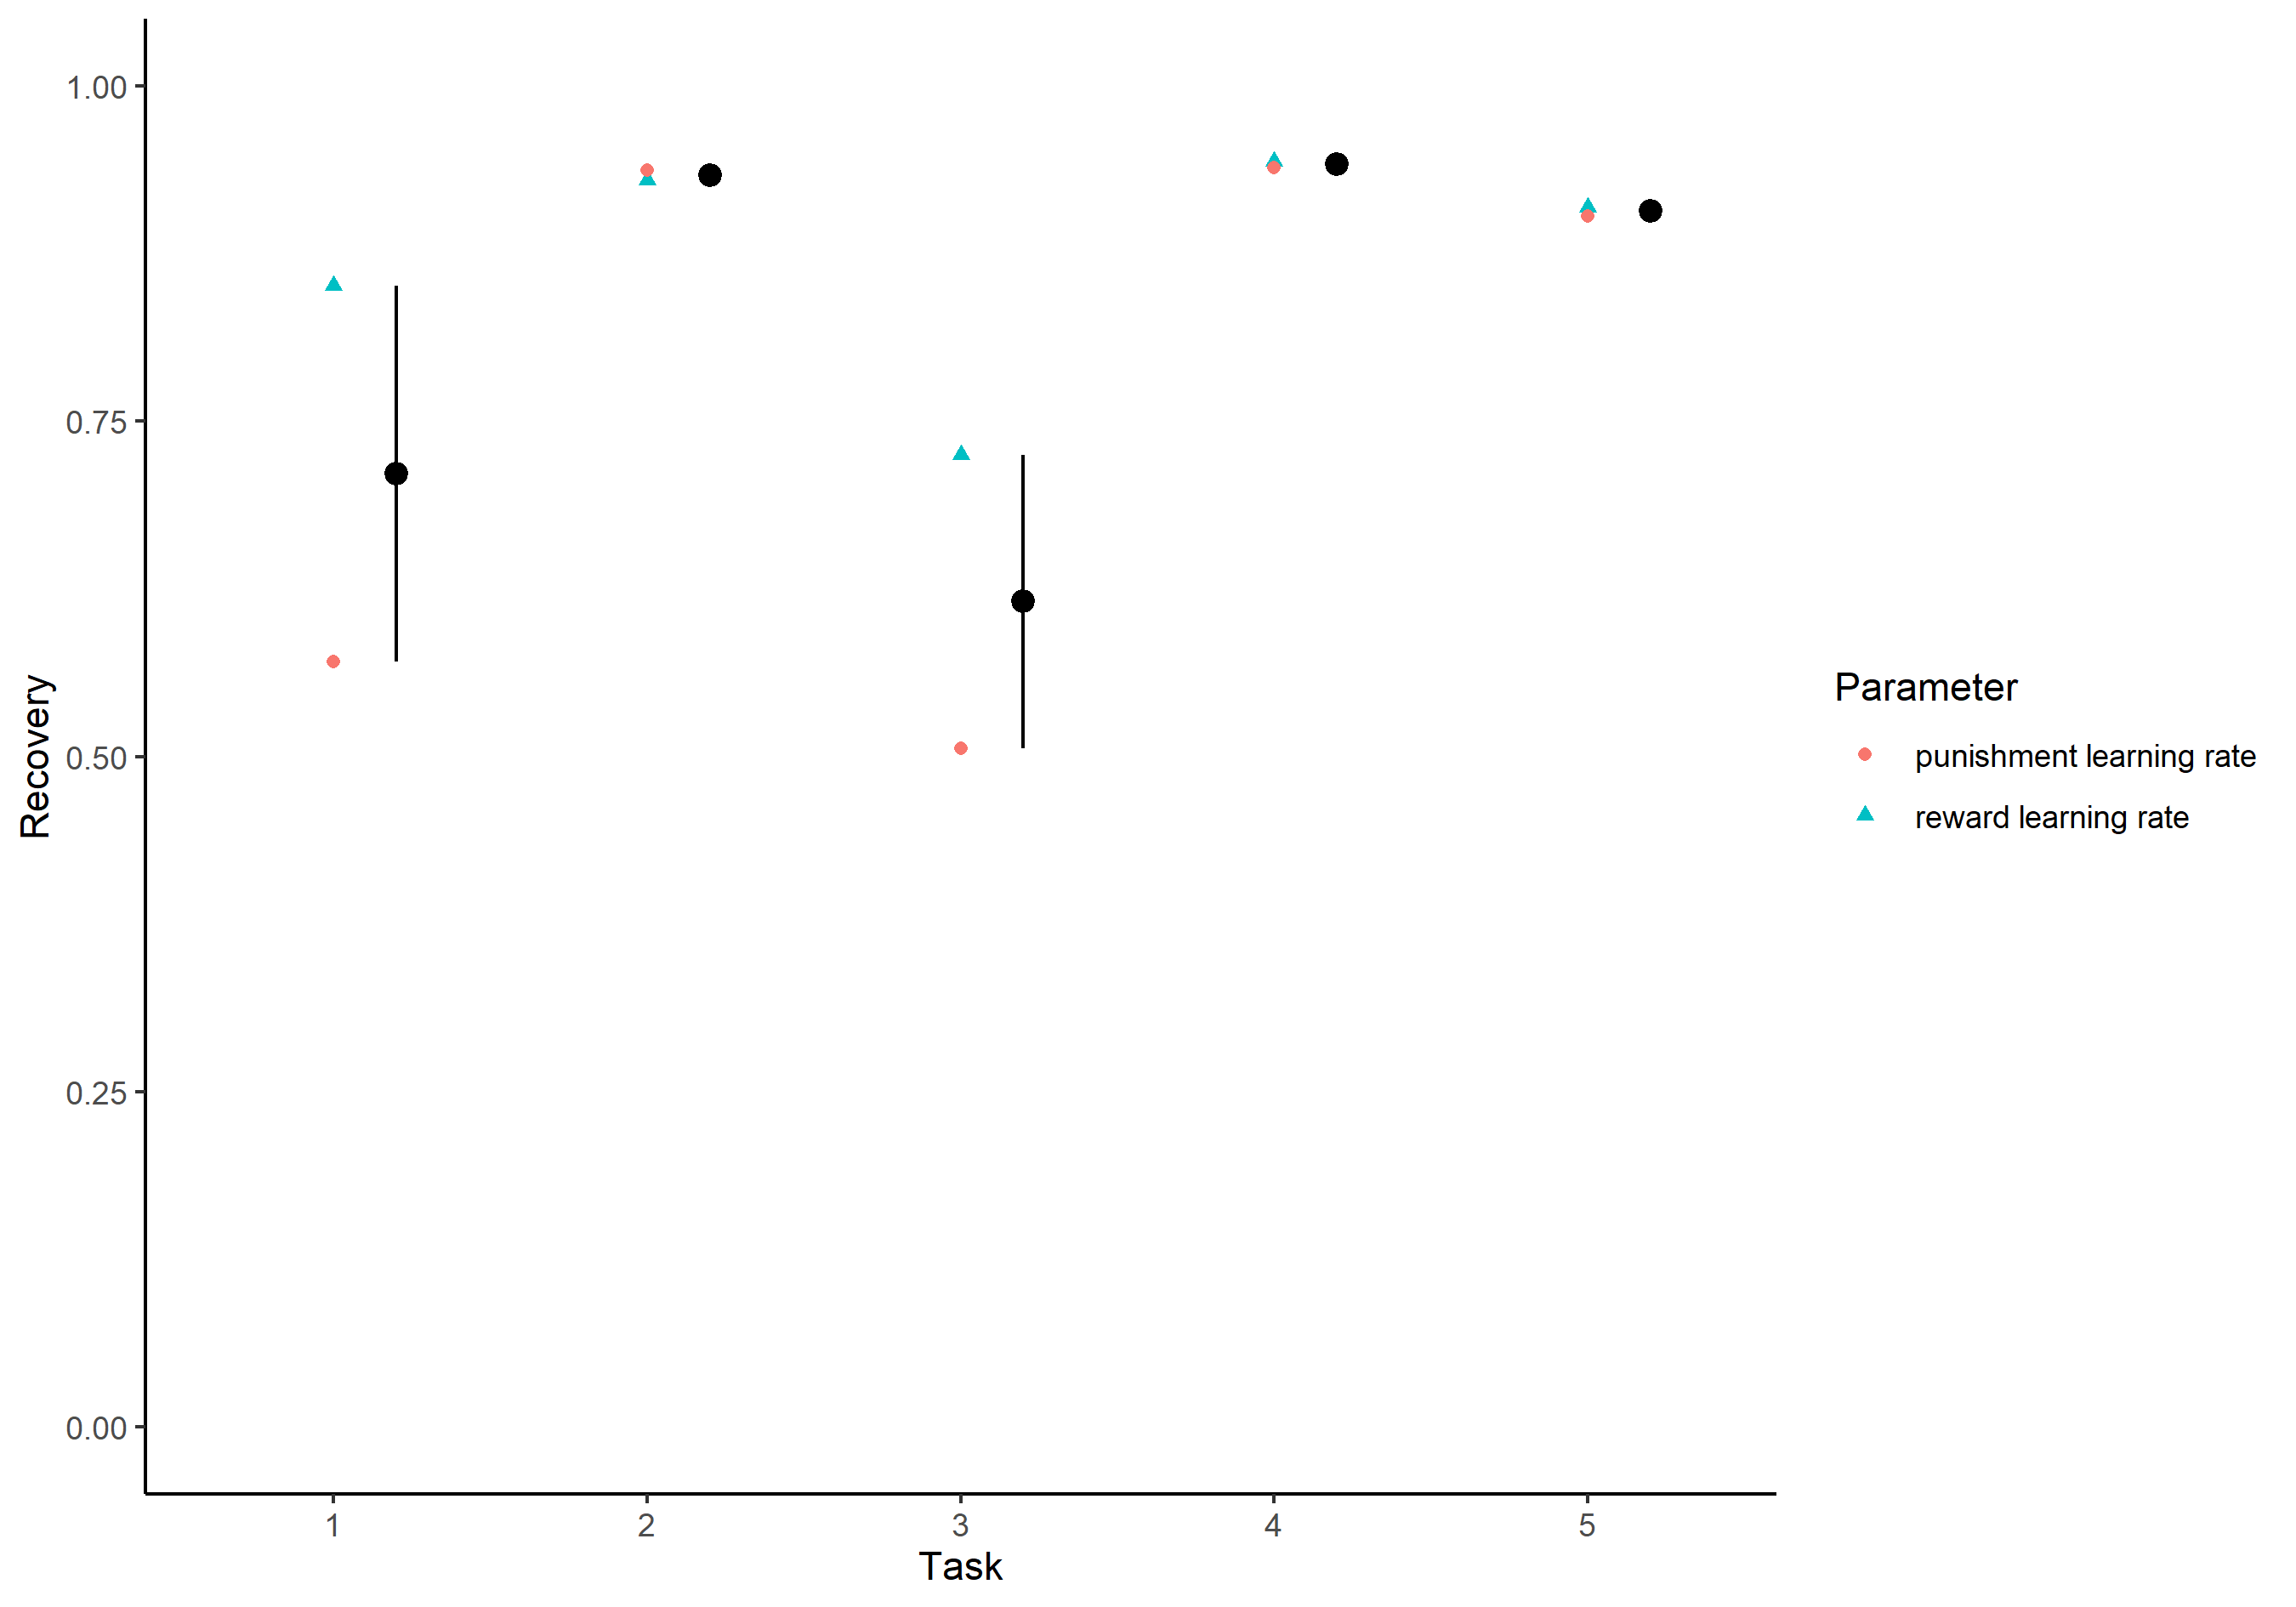 1.00
0.75
0.50
0.25
0.00
Recovery
1
2
3
4
5
Task
Parameter
punishment learning rate
reward learning rate